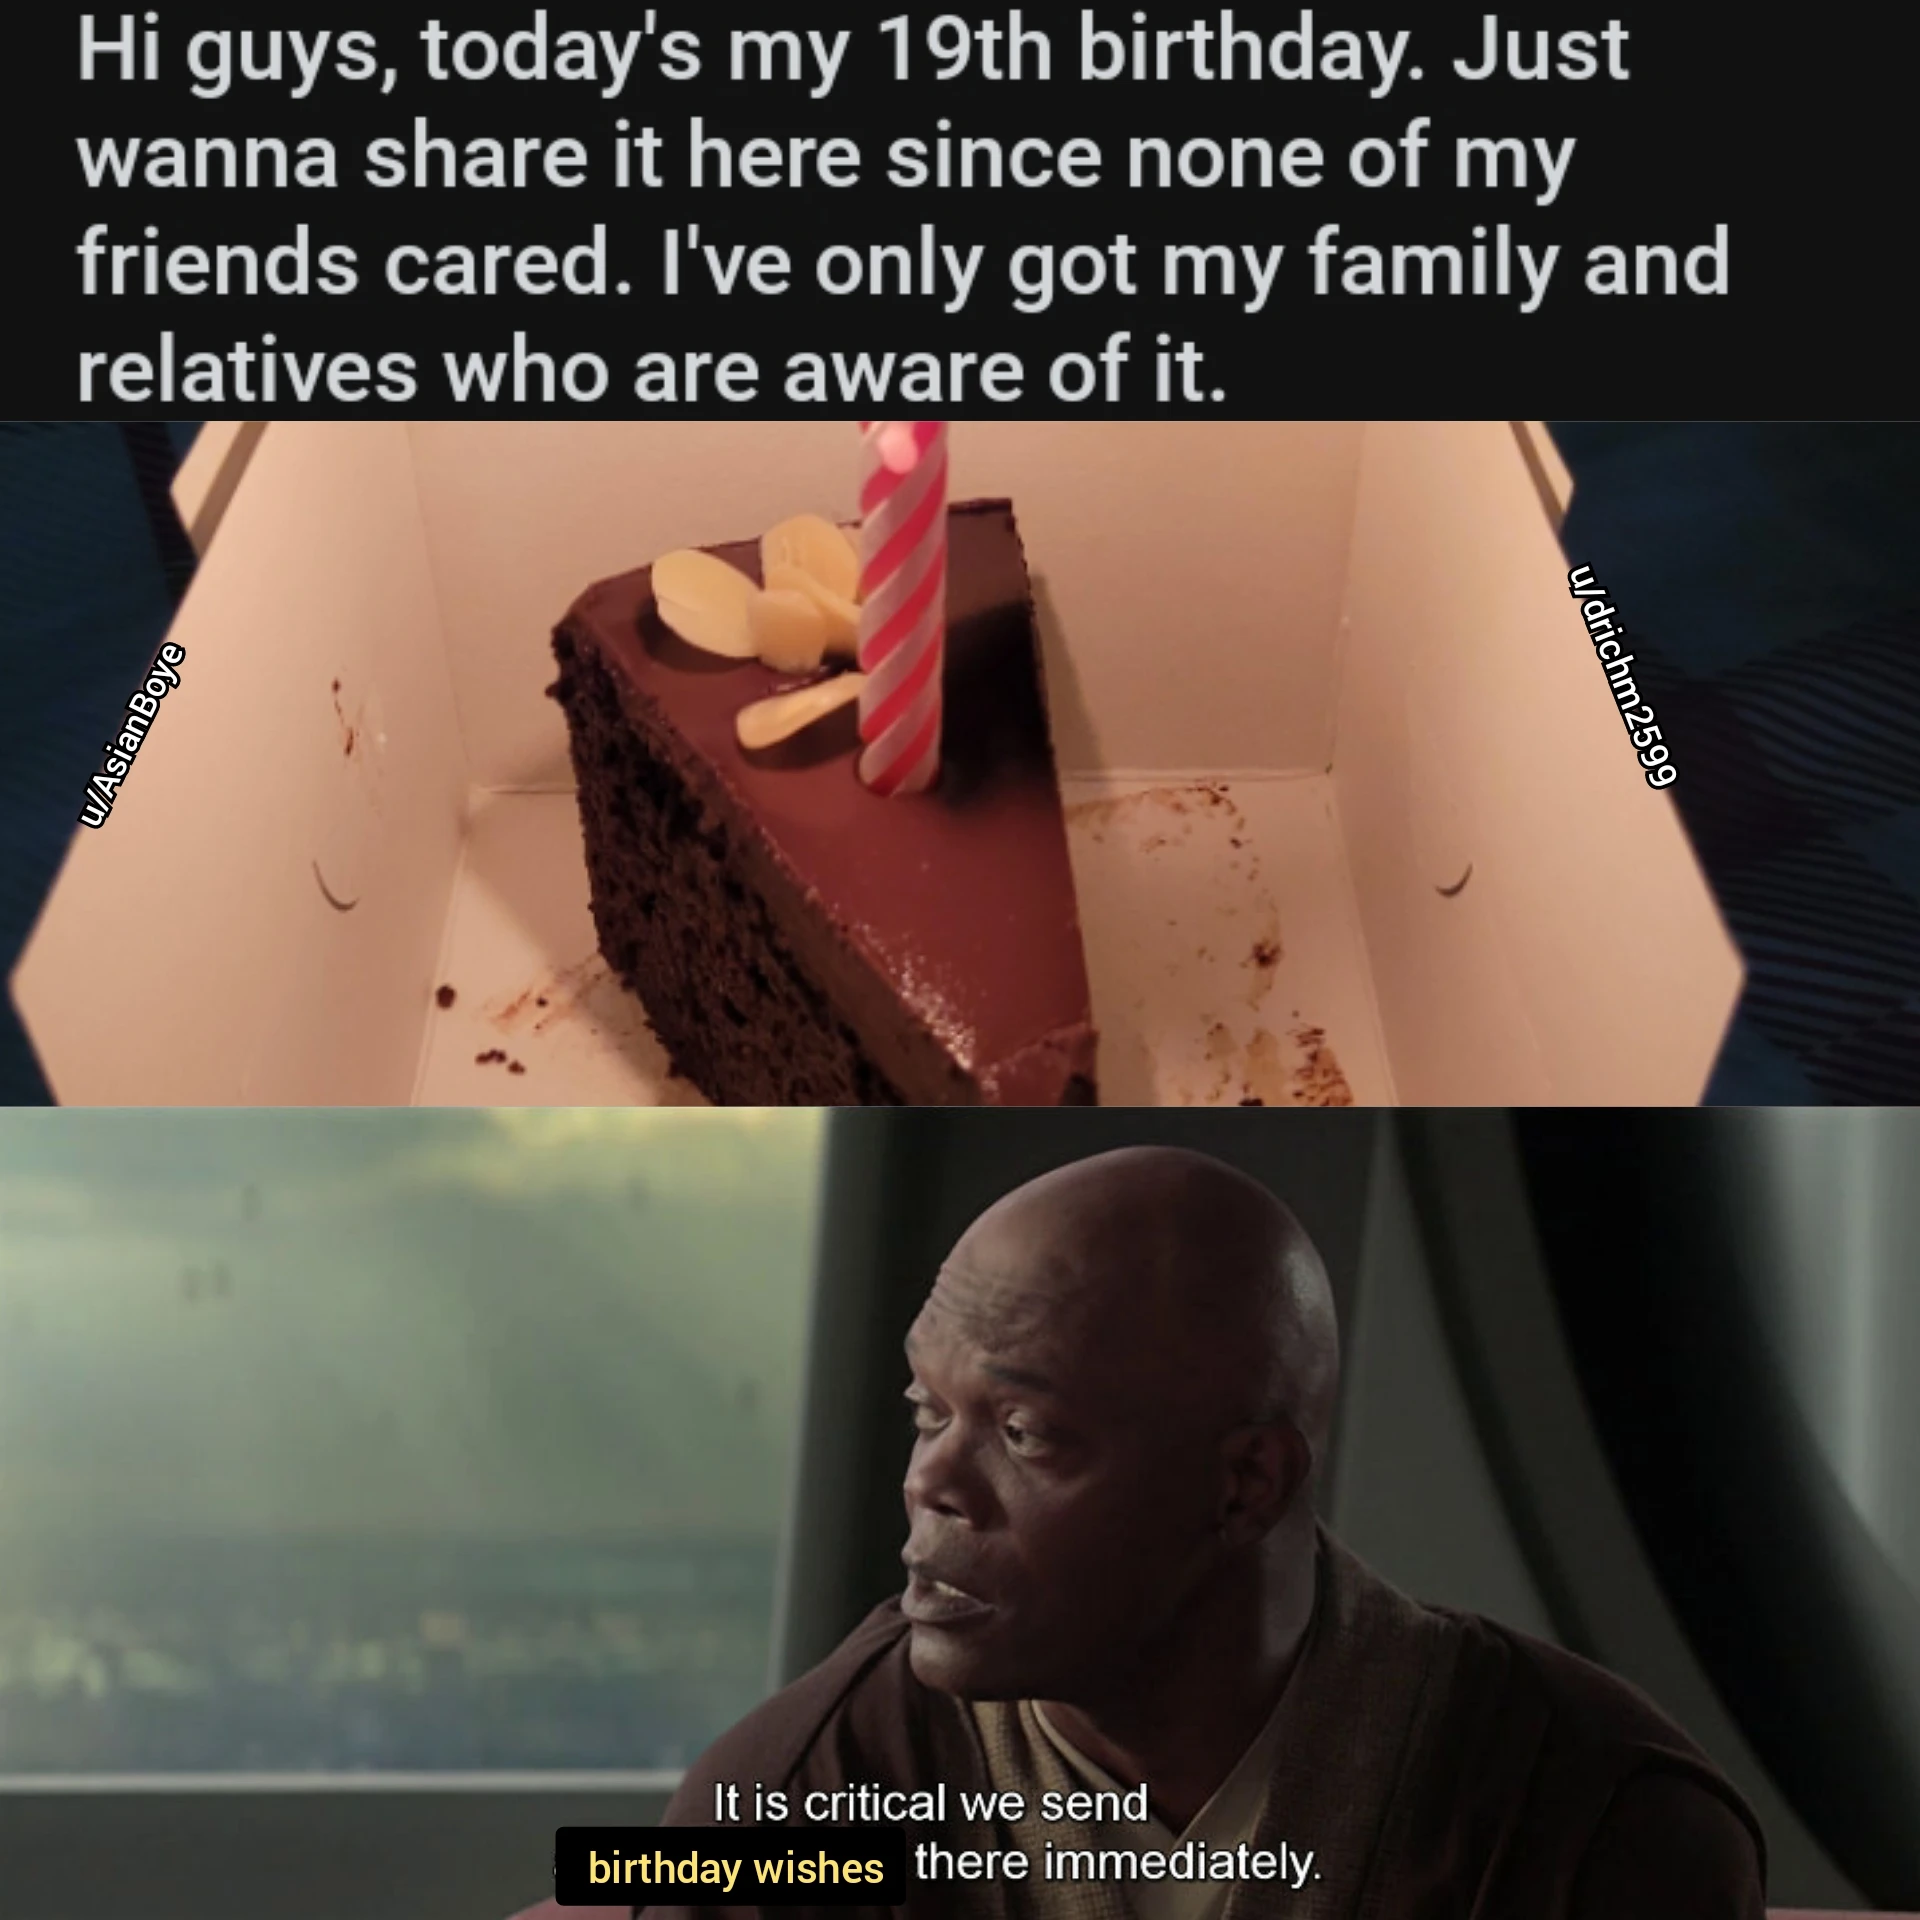 Hi guys, today's my 19th birthday. Just
wanna share it here since none of my
friends cared. I've only got my family and
relatives who are aware of it.
u/AsianBoye
u/drichm2599
It is critical we send
birthday wishes there immediately.